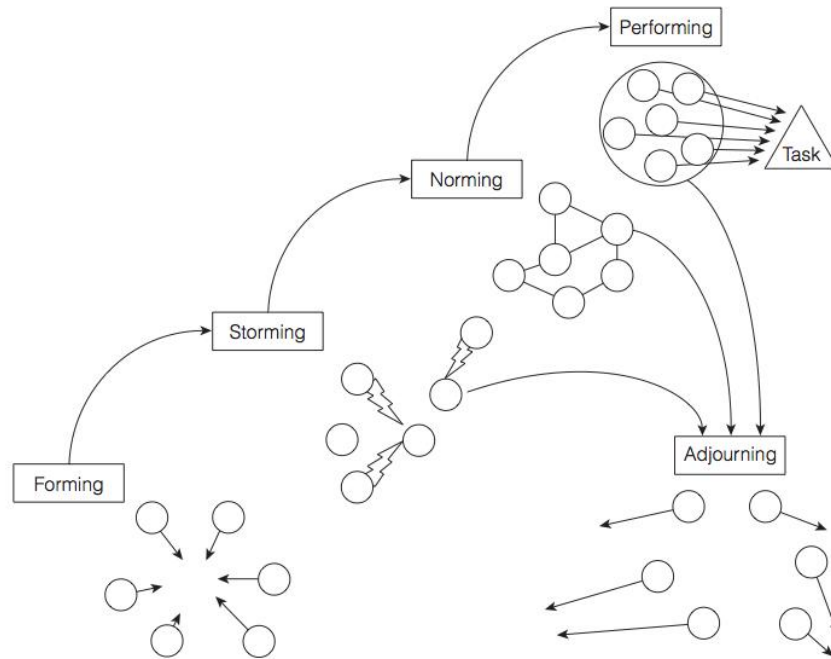 Performing
Task
Norming
Storming
Adjourning
Forming